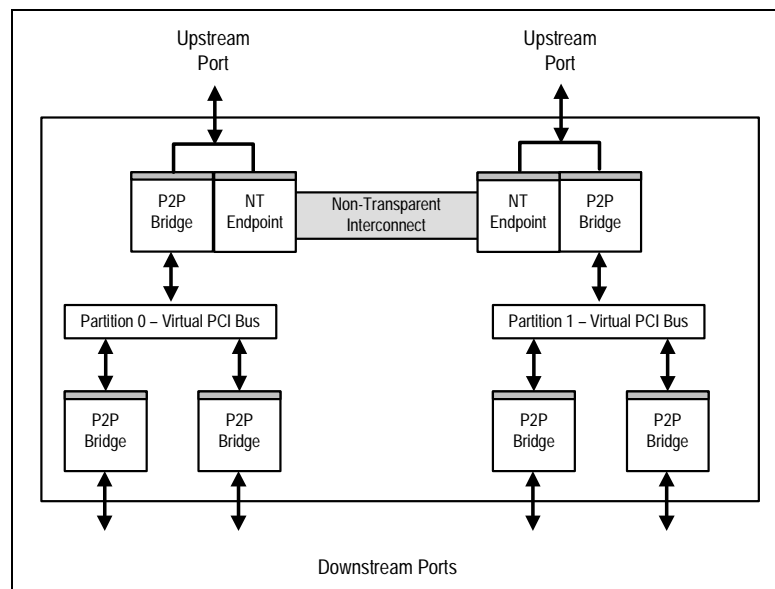 Upstream
Port
Upstream
Port
P2P
Bridge
NT
Endpoint
Non-Transparent
Interconnect
NT
Endpoint
P2P
Bridge
Partition 0 – Virtual PCI Bus
Partition 1 – Virtual PCI Bus
P2P
Bridge
P2P
Bridge
P2P
Bridge
P2P
Bridge
Downstream Ports